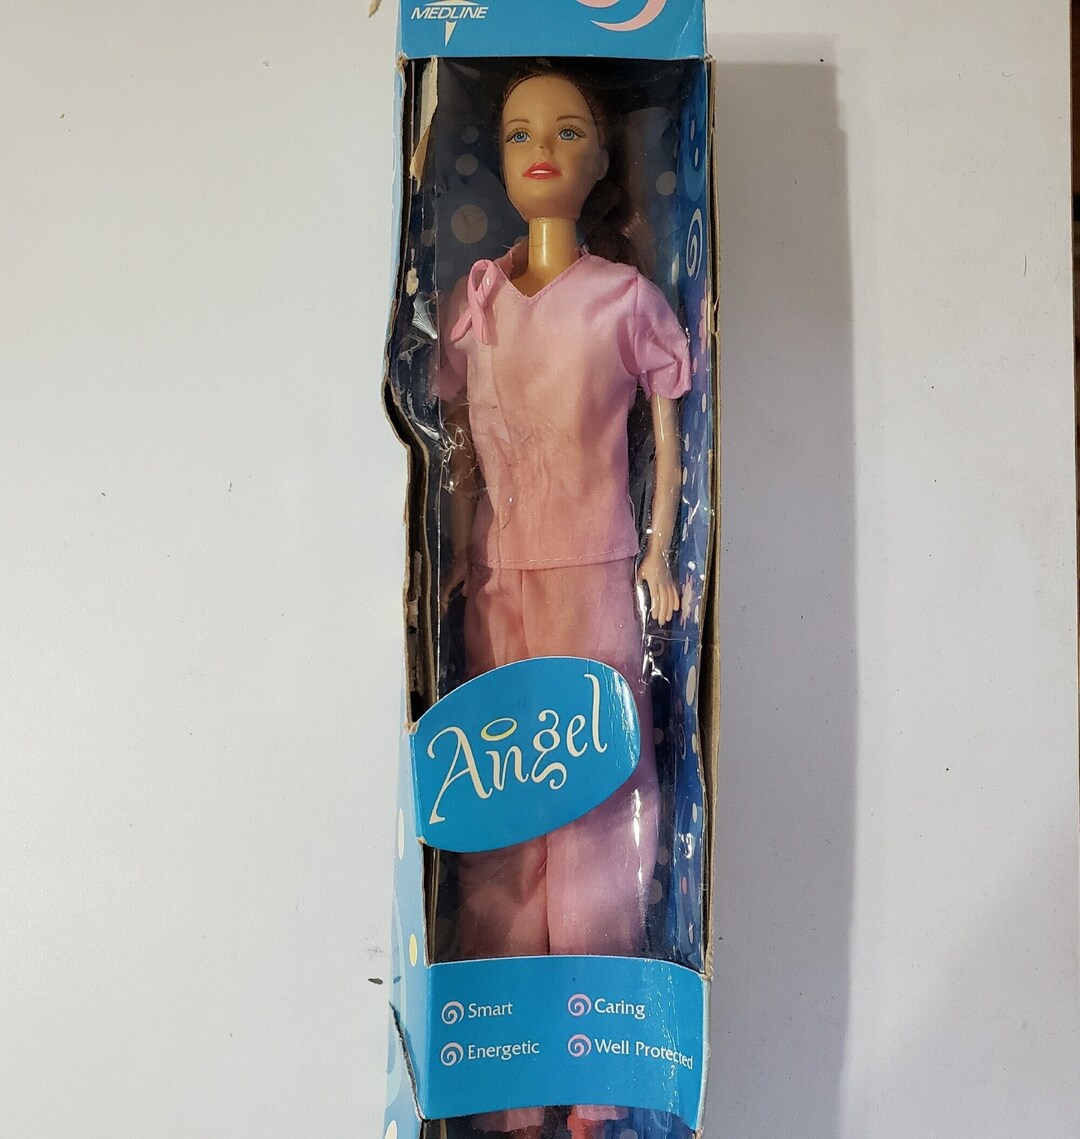 MEDLINE
Angel
Smart
Caring
Energetic
Well Protected